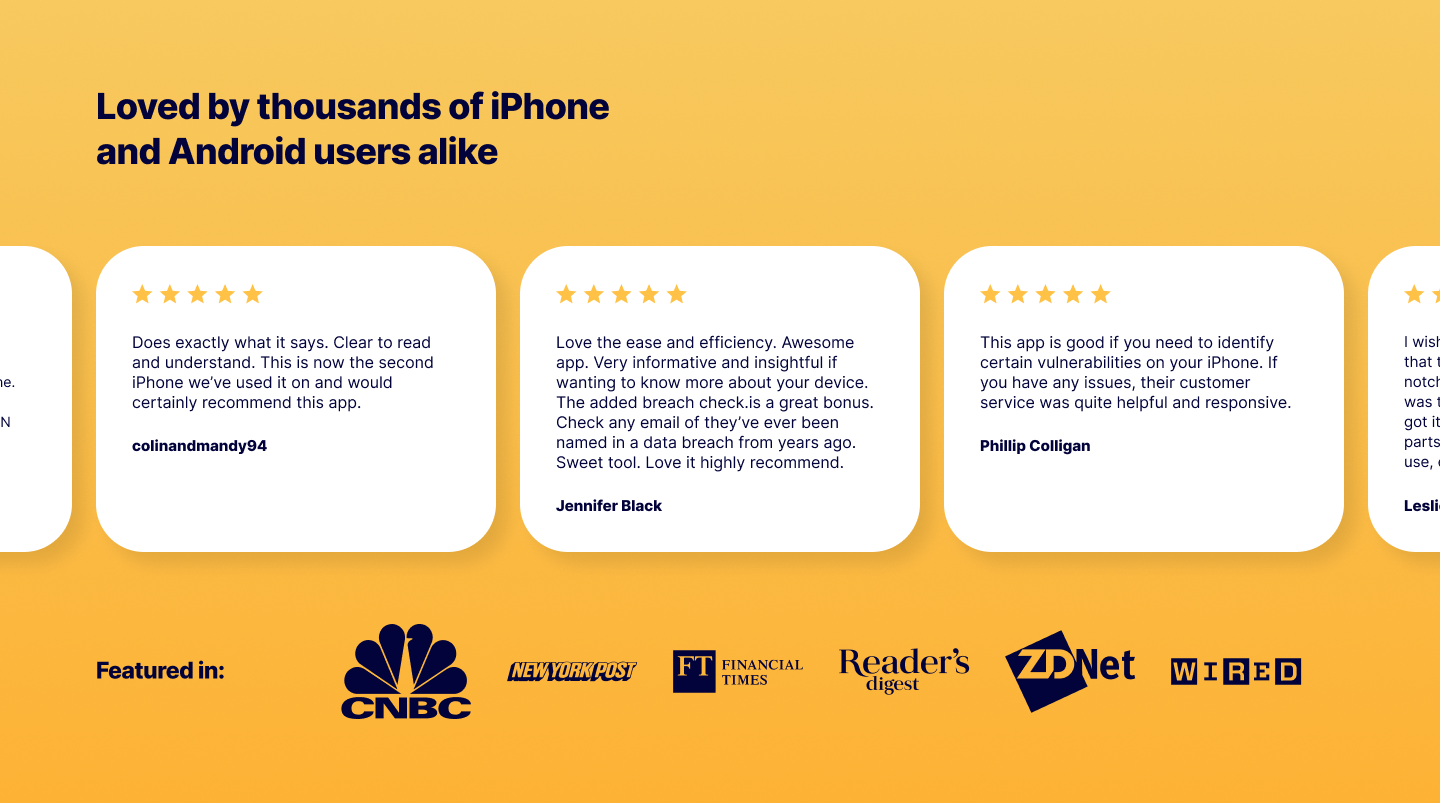 Loved by thousands of iPhone
and Android users alike
Does exactly what it says. Clear to read
and understand. This is now the second
iPhone we’ve used it on and would
certainly recommend this app.
colinandmandy94
Love the ease and efficiency. Awesome
app. Very informative and insightful if
wanting to know more about your device.
The added breach check.is a great bonus.
Check any email of they’ve ever been
named in a data breach from years ago.
Sweet tool. Love it highly recommend.
Jennifer Black
This app is good if you need to identify
certain vulnerabilities on your iPhone. If
you have any issues, their customer
service was quite helpful and responsive.
Phillip Colligan
I
that
was
got it
use,
Featured in:
CNBC
NEW YORK POST
FT FINANCIAL
TIMES
Reader’s
digest
ZDNet
WIRED